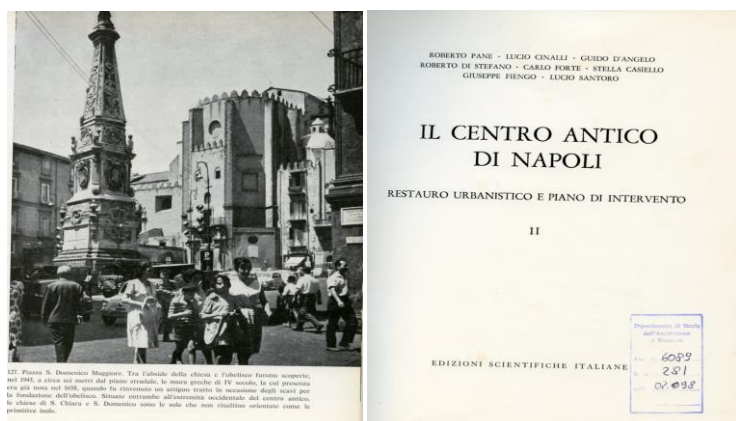 127. Piazza S. Domenico Maggiore. Tra l'abside della chiesa e l'obelisco furono scoperte,
nel 1943, a circa sei metri dal piano stradale, le mura greche di IV secolo, la cui presenza
era già nota nel 1658, quando fu rinvenuto un antiguo tratto in occasione degli scavi per
la fondazione dell'obelisco. Situate entrambe all'estremità occidentale del centro antico,
le chiese di S. Chiara e S. Domenico sono le sole che non risultino orientate come le
primitive isole.
ROBERTO PANE · LUCIO CINALLI · GUIDO D'ANGELO
ROBERTO DI STEFANO · CARLO FORTE · STELLA CASIELLO
GIUSEPPE FIENGO · LUCIO SANTORO
IL CENTRO ANTICO
DI NAPOLI
RESTAURO URBANISTICO E PIANO DI INTERVENTO
II
EDIZIONI SCIENTIFICHE ITALIANE
Dipartimento di Storia
dell'Architettura
e Restauro
6089
281